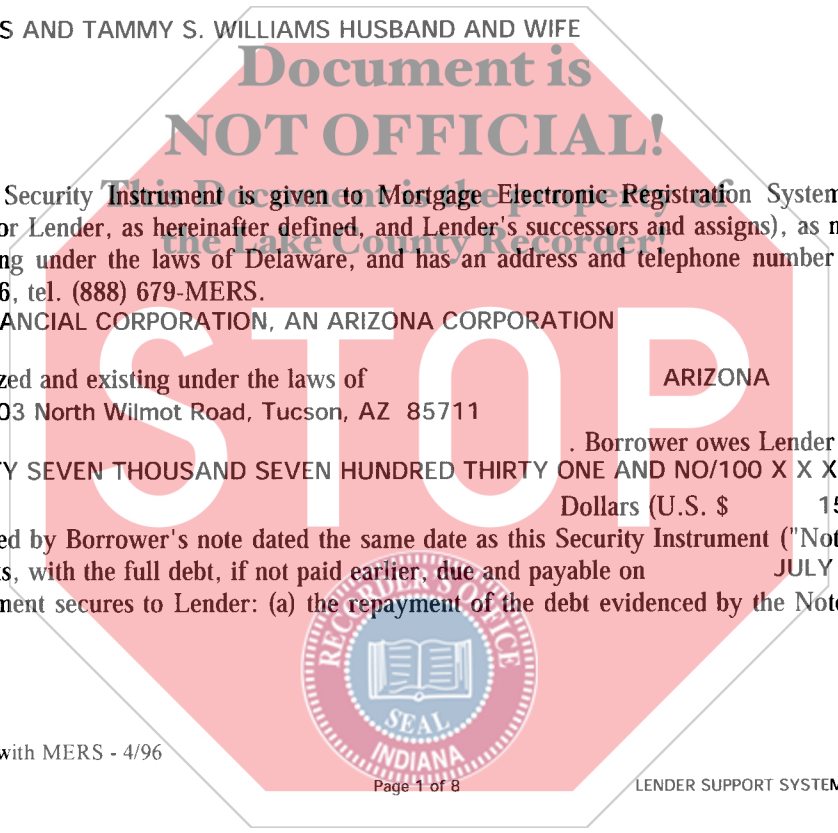 S AND TAMMY S. WILLIAMS HUSBAND AND WIFE
Document is
NOT OFFICIAL!
Security Instrument is given to Mortgage Electronic Registration System
This Document is the property of
or Lender, as hereinafter defined, and Lender's successors and assigns), as m
the Lake County Recorder!
ng under the laws of Delaware, and has an address and telephone number
6, tel. (888) 679-MERS.
ANCIAL CORPORATION, AN ARIZONA CORPORATION
STOP
zed and existing under the laws of ARIZONA
03 North Wilmot Road, Tucson, AZ 85711
. Borrower owes Lender
Y SEVEN THOUSAND SEVEN HUNDRED THIRTY ONE AND NO/100 X X X
Dollars (U.S. $ 15
ed by Borrower's note dated the same date as this Security Instrument ("Not
s, with the full debt, if not paid earlier, due and payable on JULY
ment secures to Lender: (a) the repayment of the debt evidenced by the Note
RECORDER'S OFFICE
SEAL
INDIANA
with MERS - 4/96
Page 1 of 8
LENDER SUPPORT SYSTEM